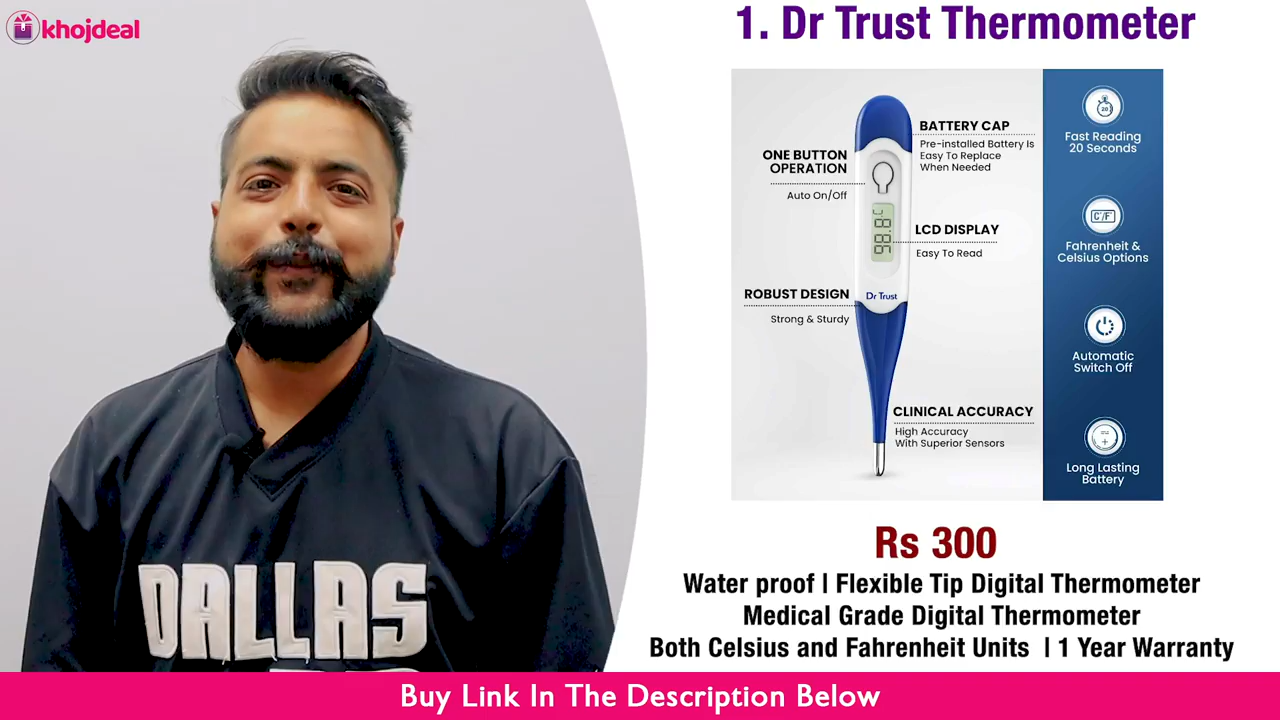 khojdeal
1. Dr Trust Thermometer
BATTERY CAP
Pre-installed Battery Is
Easy To Replace
When Needed
ONE BUTTON
OPERATION
Auto On/Off
LCD DISPLAY
Easy To Read
ROBUST DESIGN
Strong & Sturdy
Dr Trust
CLINICAL ACCURACY
High Accuracy
With Superior Sensors
20
Fast Reading
20 Seconds
C°/F°
Fahrenheit &
Celsius Options
Automatic
Switch Off
Long Lasting
Battery
DALLAS
Rs 300
Water proof | Flexible Tip Digital Thermometer
Medical Grade Digital Thermometer
Both Celsius and Fahrenheit Units | 1 Year Warranty
Buy Link In The Description Below